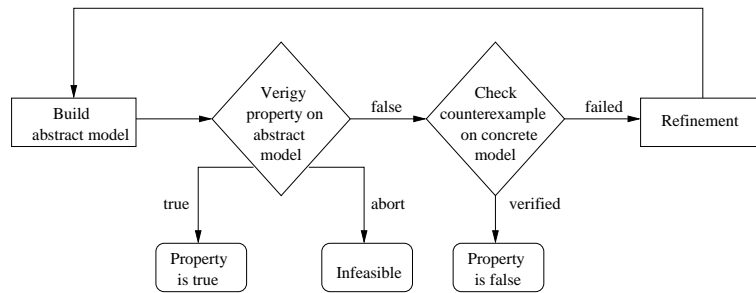 Build
abstract model
Verigy
property on
abstract
model
false
Check
counterexample
on concrete
model
failed
Refinement
true
abort
verified
Property
is true
Infeasible
Property
is false